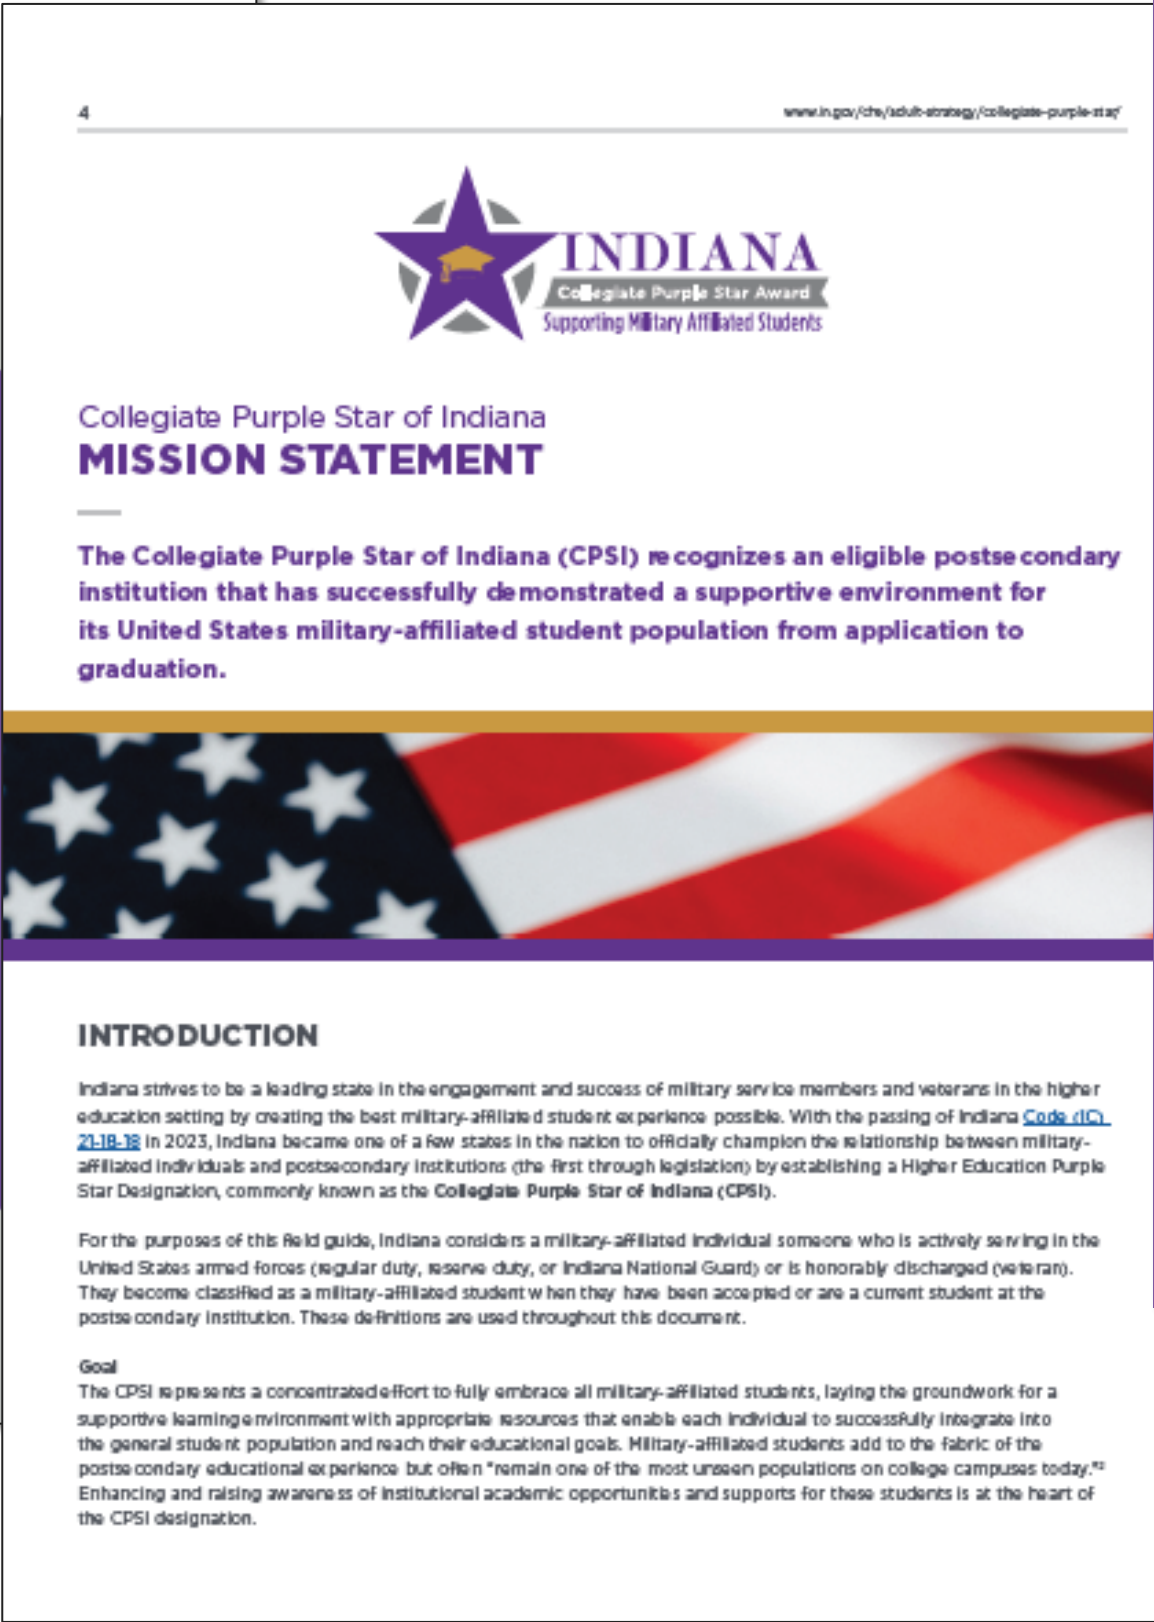 4
www.in.gov/che/adult-strategy/collegiate-purple-star/
INDIANA
Collegiate Purple Star Award
Supporting Military Affiliated Students
Collegiate Purple Star of Indiana
MISSION STATEMENT
The Collegiate Purple Star of Indiana (CPSI) recognizes an eligible postsecondary
institution that has successfully demonstrated a supportive environment for
its United States military-affiliated student population from application to
graduation.
INTRODUCTION
Indiana strives to be a leading state in the engagement and success of military service members and veterans in the higher
education setting by creating the best military-affiliated student experience possible. With the passing of Indiana Code (IC)
21-18-18 in 2023, Indiana became one of a few states in the nation to officially champion the relationship between military-
affiliated individuals and postsecondary institutions (the first through legislation) by establishing a Higher Education Purple
Star Designation, commonly known as the Collegiate Purple Star of Indiana (CPSI).
For the purposes of this field guide, Indiana considers a military-affiliated individual someone who is actively serving in the
United States armed forces (regular duty, reserve duty, or Indiana National Guard) or is honorably discharged (veteran).
They become classified as a military-affiliated student when they have been accepted or are a current student at the
postsecondary institution. These definitions are used throughout this document.
Goal
The CPSI represents a concentrated effort to fully embrace all military-affiliated students, laying the groundwork for a
supportive learning environment with appropriate resources that enable each individual to successfully integrate into
the general student population and reach their educational goals. Military-affiliated students add to the fabric of the
postsecondary educational experience but often "remain one of the most unseen populations on college campuses today."²
Enhancing and raising awareness of institutional academic opportunities and supports for these students is at the heart of
the CPSI designation.